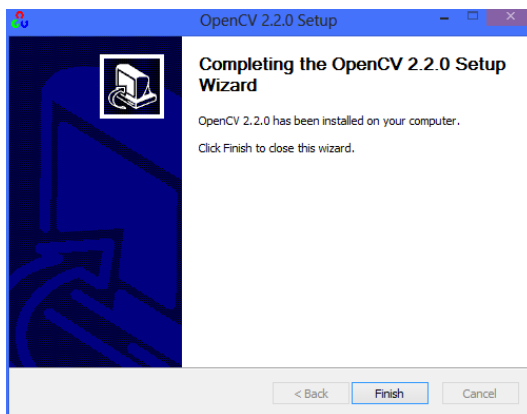 OpenCV 2.2.0 Setup
Completing the OpenCV 2.2.0 Setup
Wizard
OpenCV 2.2.0 has been installed on your computer.
Click Finish to close this wizard.
< Back
Finish
Cancel